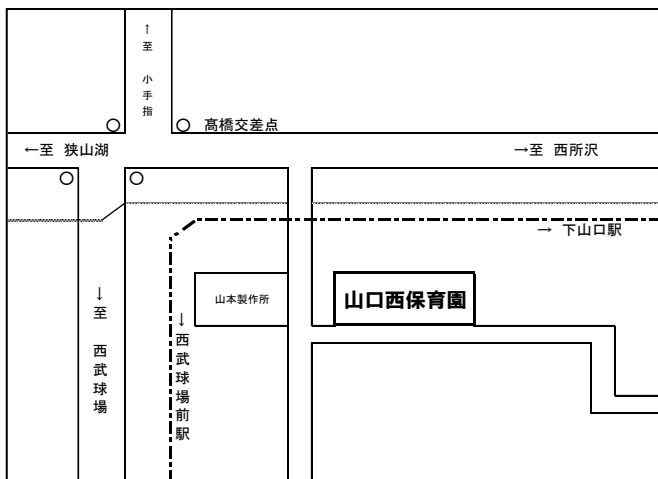 ↑至 小手指
髙橋交差点
←至 狭山湖
→至 西所沢
→ 下山口駅
山本製作所
山口西保育園
↓至 西武球場
↓西武球場前駅